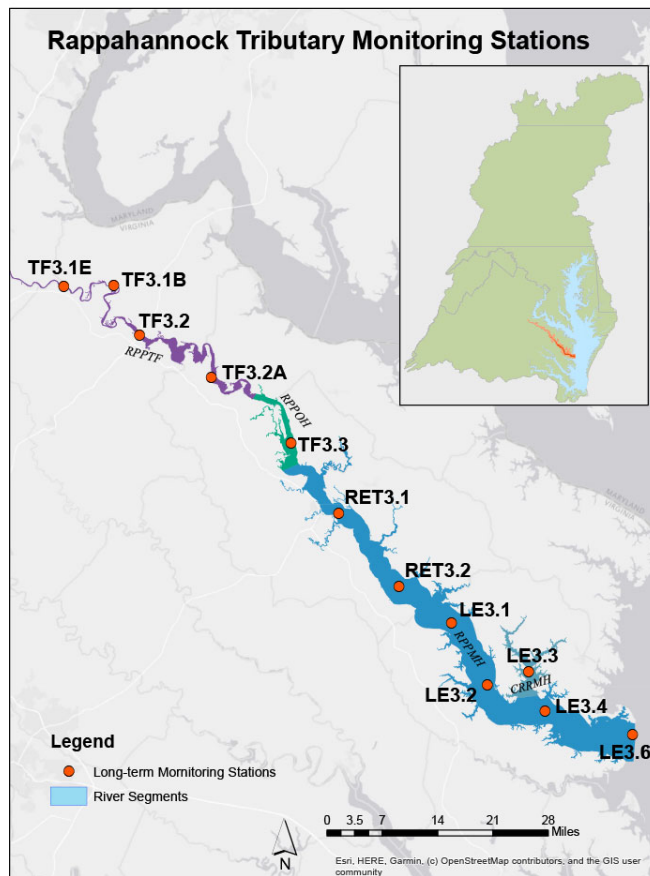 Rappahannock Tributary Monitoring Stations
MARYLAND
VIRGINIA
TF3.1E
TF3.1B
TF3.2
RPPTF
TF3.2A
RPPOH
TF3.3
RET3.1
MARYLAND
VIRGINIA
RET3.2
LE3.1
RPPMH
LE3.3
CRRMH
LE3.2
LE3.4
LE3.6
Legend
Long-term Mornitoring Stations
River Segments
0 3.5 7 14 21 28
Miles
N
Esri, HERE, Garmin, (c) OpenStreetMap contributors, and the GIS user
community